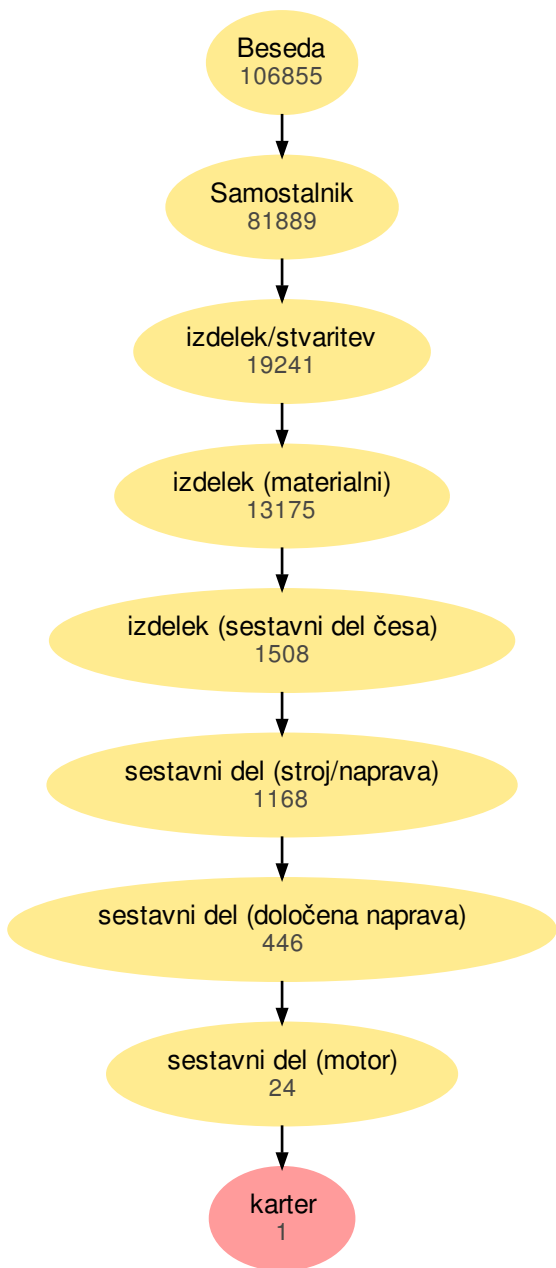 Beseda
106855
Samostalnik
81889
izdelek/stvaritev
19241
izdelek (materialni)
13175
izdelek (sestavni del česa)
1508
sestavni del (stroj/naprava)
1168
sestavni del (določena naprava)
446
sestavni del (motor)
24
karter
1